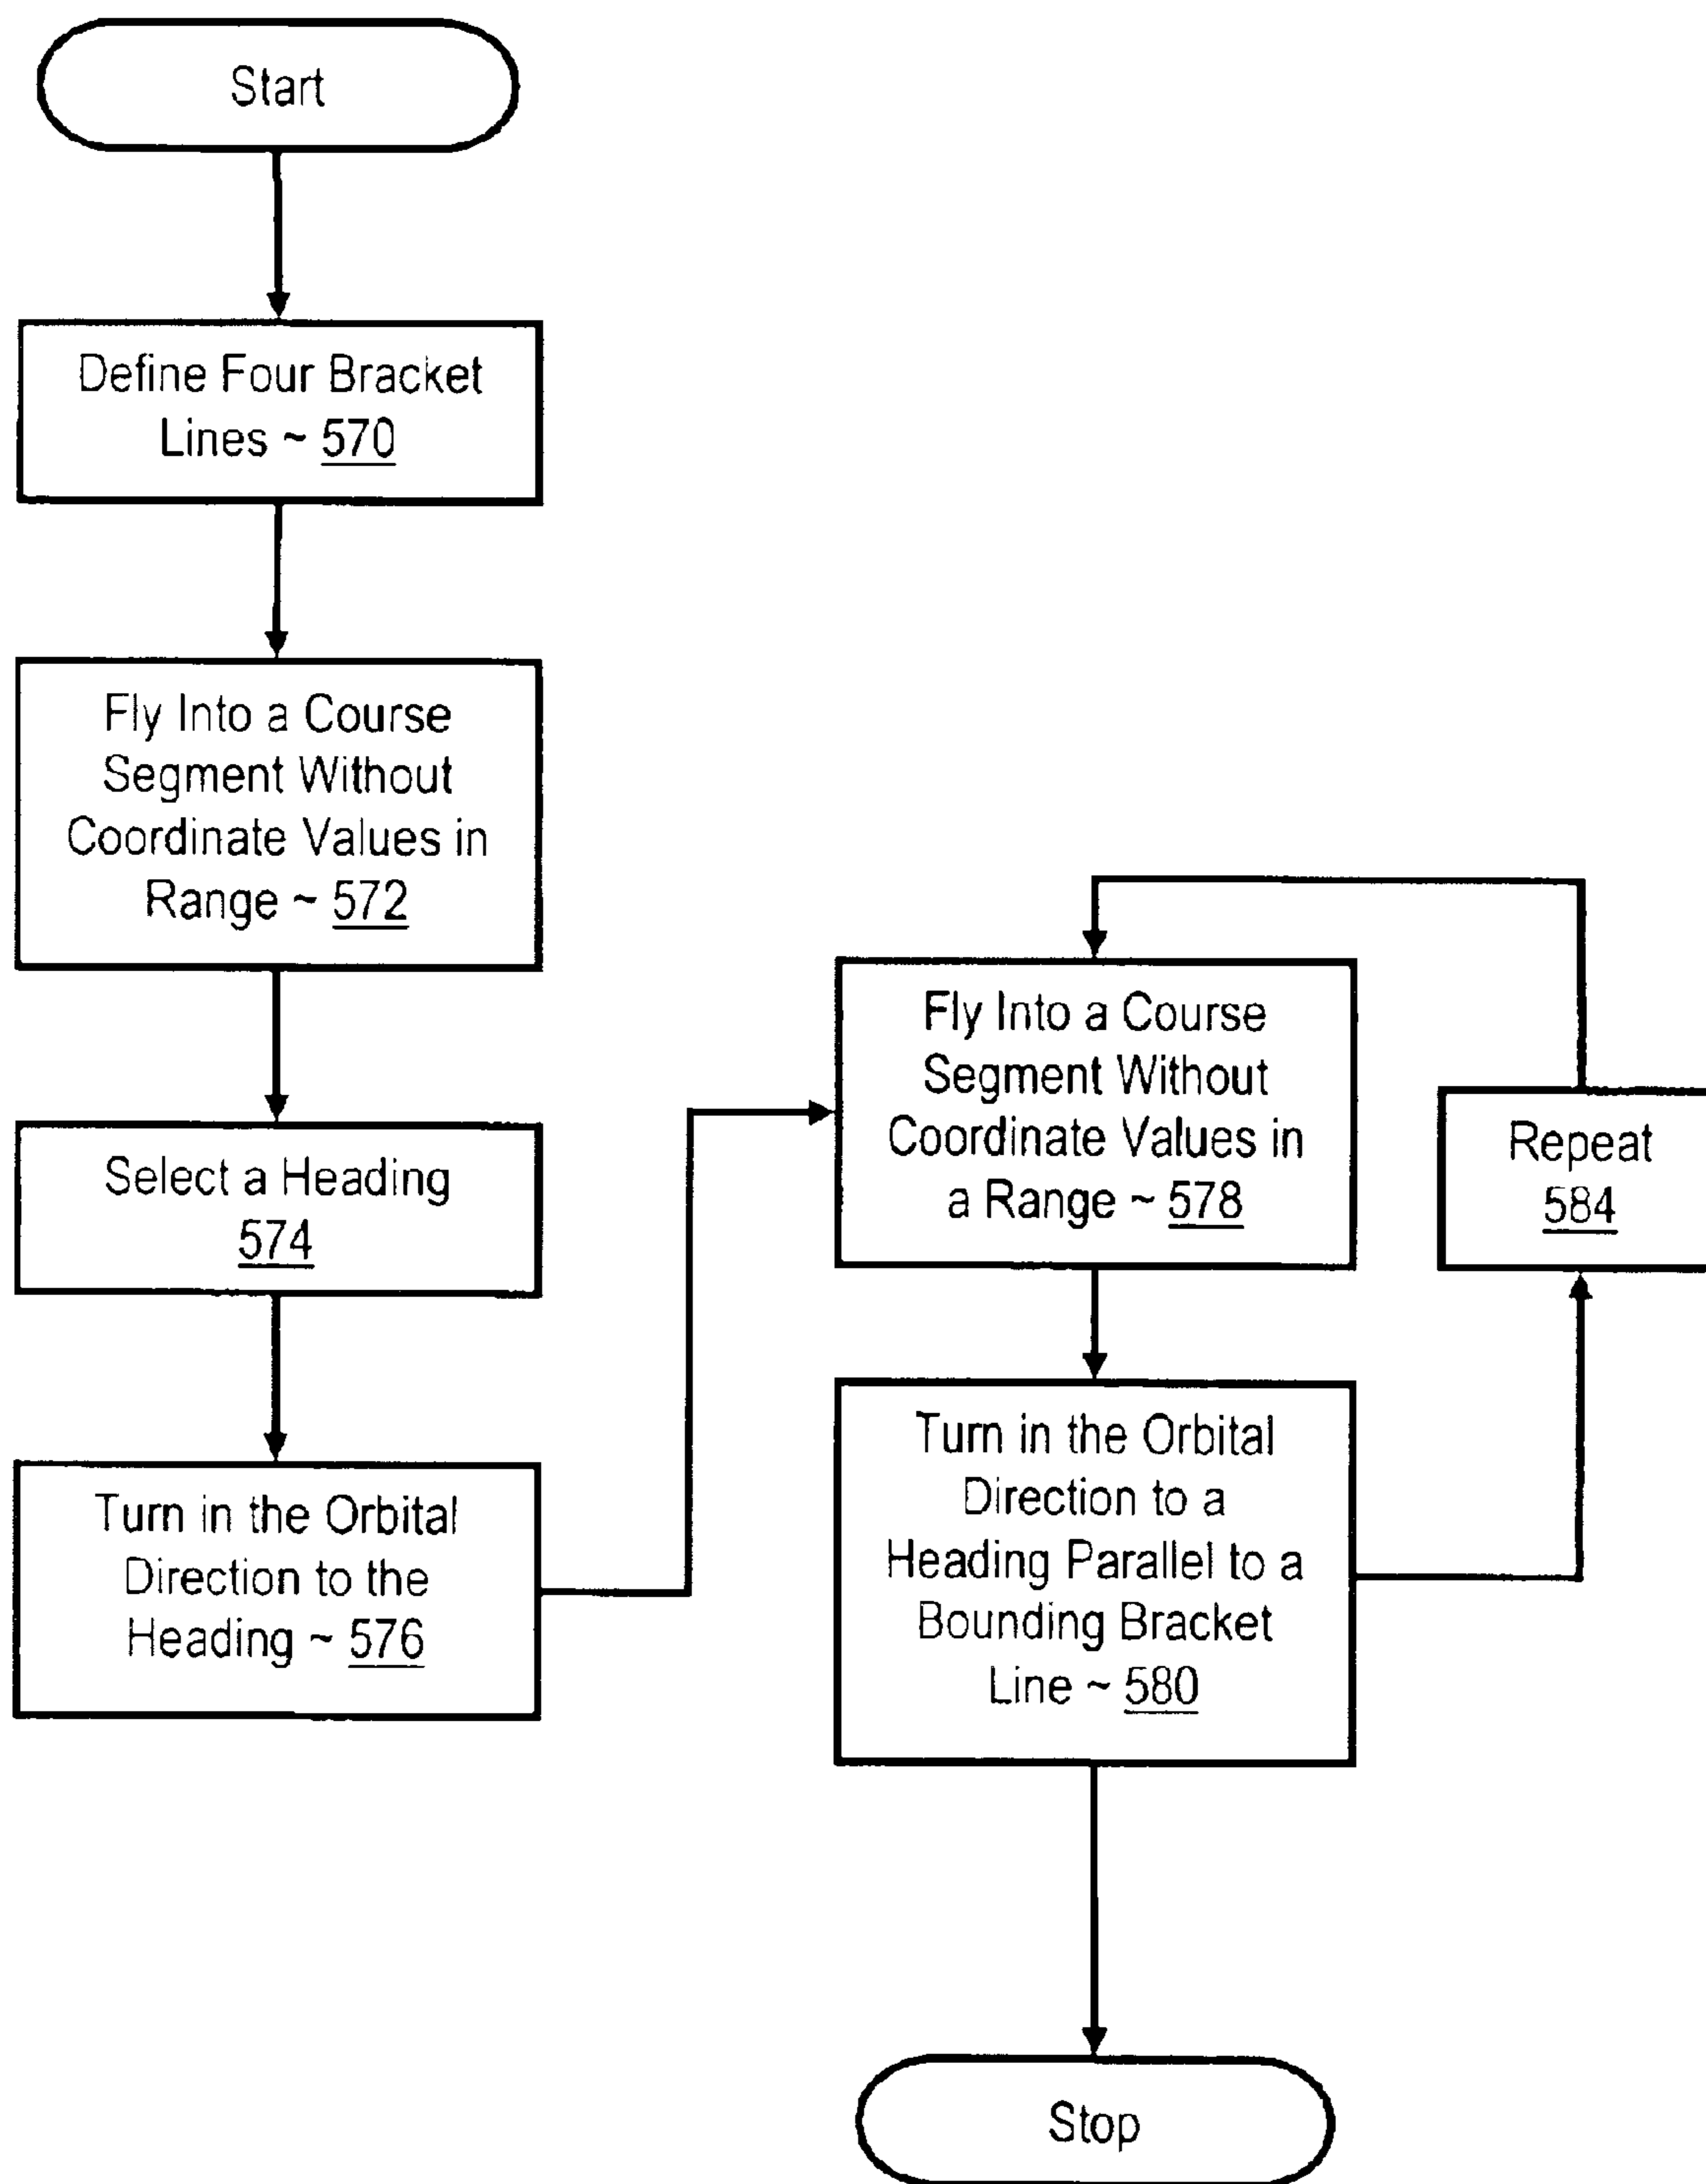 Start
Define Four Bracket
Lines ~ 570
Fly Into a Course
Segment Without
Coordinate Values in
Range ~ 572
Select a Heading
574
Turn in the Orbital
Direction to the
Heading ~ 576
Fly Into a Course
Segment Without
Coordinate Values in
a Range ~ 578
Repeat
584
Turn in the Orbital
Direction to a
Heading Parallel to a
Bounding Bracket
Line ~ 580
Stop